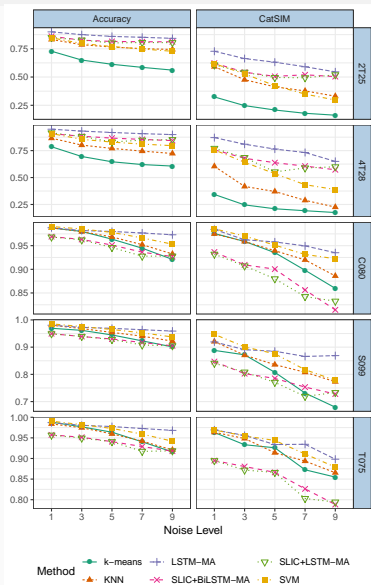 Accuracy CatSIM
0.75
0.50
0.25
2T25
0.75
0.50
0.25
4T28
0.95
0.90
0.85
C080
1.0
0.9
0.8
0.7
S099
1.00
0.95
0.90
0.85
0.80
T075
1 3 5 7 9 1 3 5 7 9
Noise Level
Method
k−means LSTM−MA SLIC+LSTM−MA
KNN SLIC+BiLSTM−MA SVM